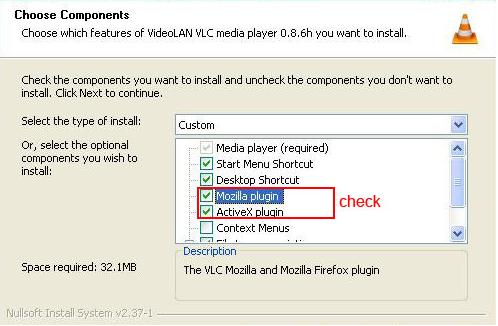 Choose Components
Choose which features of VideoLAN VLC media player 0.8.6h you want to install.
Check the components you want to install and uncheck the components you don't want to
install. Click Next to continue.
Select the type of install:
Custom
Or, select the optional
components you wish to
install:
Media player (required)
Start Menu Shortcut
Desktop Shortcut
Mozilla plugin
ActiveX plugin
check
Context Menus
Space required: 32.1MB
Description
The VLC Mozilla and Mozilla Firefox plugin
Nullsoft Install System v2.37-1